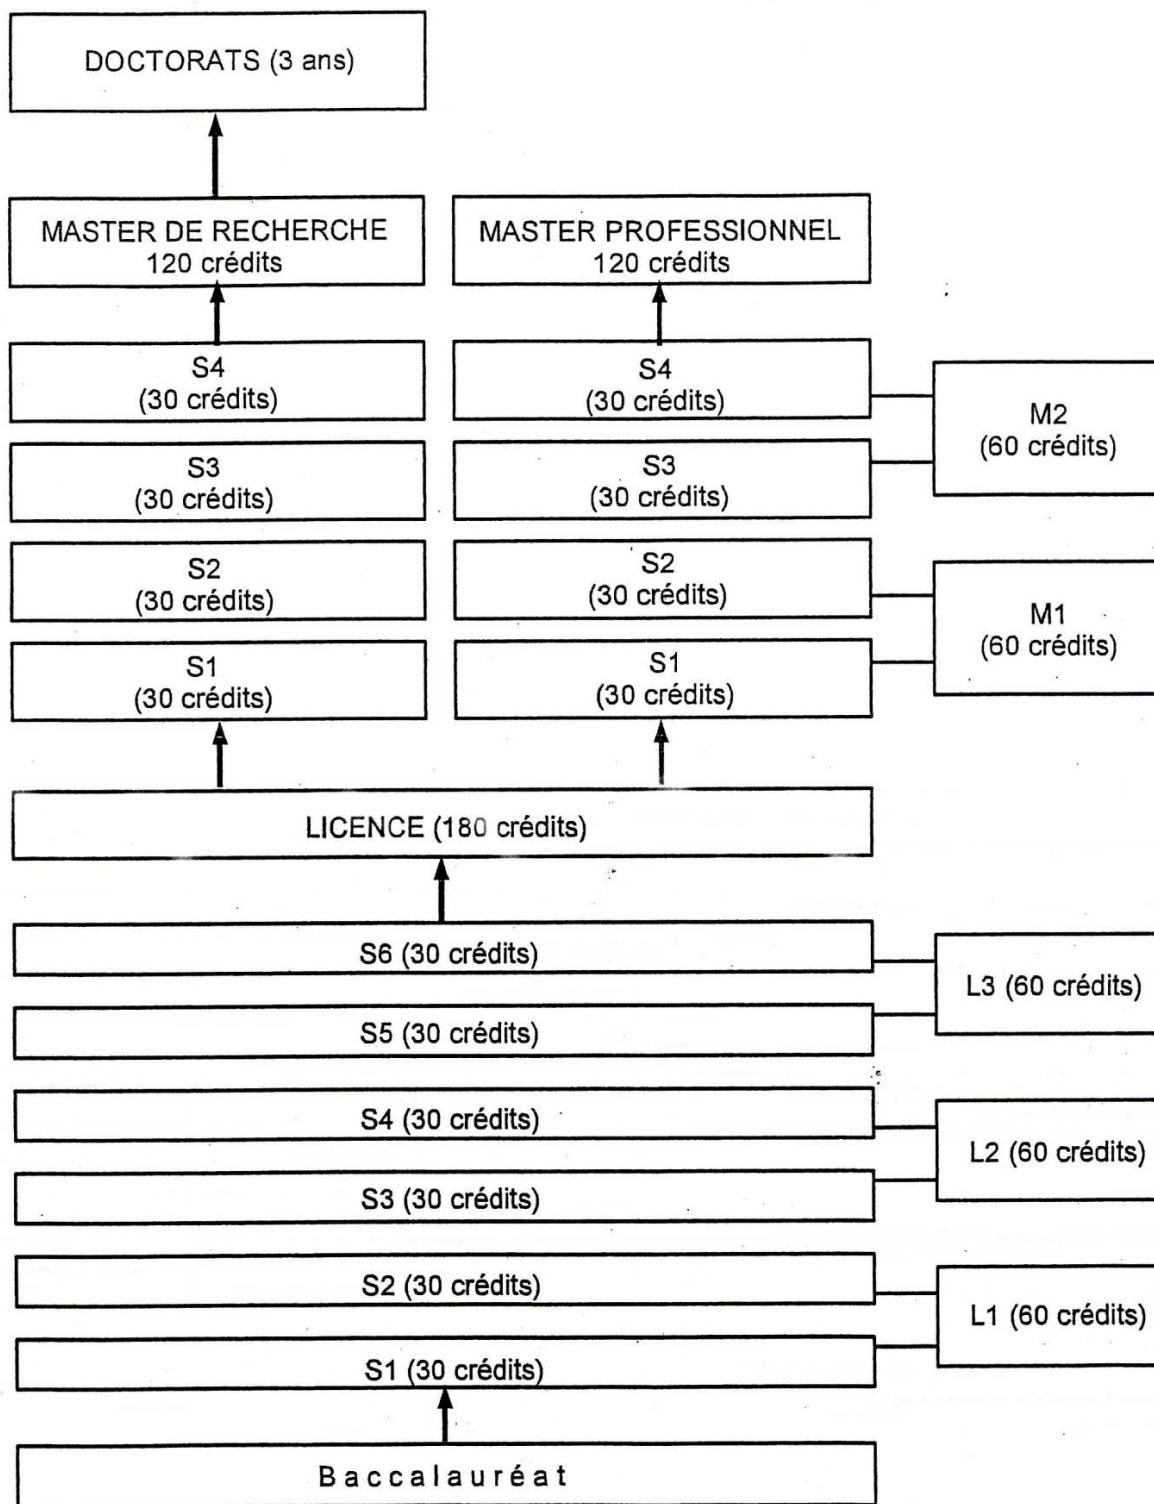 DOCTORATS (3 ans)
MASTER DE RECHERCHE
120 crédits
MASTER PROFESSIONNEL
120 crédits
S4
(30 crédits)
S4
(30 crédits)
M2
(60 crédits)
S3
(30 crédits)
S3
(30 crédits)
S2
(30 crédits)
S2
(30 crédits)
M1
(60 crédits)
S1
(30 crédits)
S1
(30 crédits)
LICENCE (180 crédits)
S6 (30 crédits)
L3 (60 crédits)
S5 (30 crédits)
S4 (30 crédits)
L2 (60 crédits)
S3 (30 crédits)
S2 (30 crédits)
L1 (60 crédits)
S1 (30 crédits)
Baccalauréat